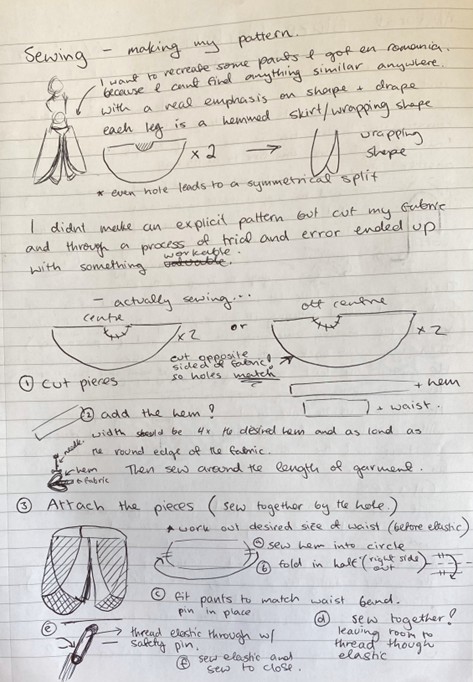 Sewing - making my pattern.
I want to recreate some pants I got en romania.
because I cant find anything similar anywhere.
with a real emphasis on shape + drape
each leg is a hemmed skirt/wrapping shape
x 2
wrapping
shape
* even hole leads to a symmetrical split
I didnt make an explicit pattern but cut my fabric
and through a process of trial and error ended up
with something workable.
- actually sewing...
centre
x 2
or
off centre
x 2
cut opposite
sided of fabric!
so holes match
① cut pieces
+ hem
+ waist.
② add the hem!
width should be 4x the desired hem and as long as
the round edge of the fabric.
needle
hem
fabric
Then sew around the length of garment.
③ Attach the pieces (sew together by the hole.)
* work out desired size of waist (before elastic)
ⓐ sew hem into circle
ⓑ fold in half (right side
out)
ⓒ fit pants to match waist band.
pin in place
ⓓ sew together!
leaving room to
thread though
elastic
ⓔ
thread elastic through w/
safety pin.
ⓕ sew elastic and
sew to close.